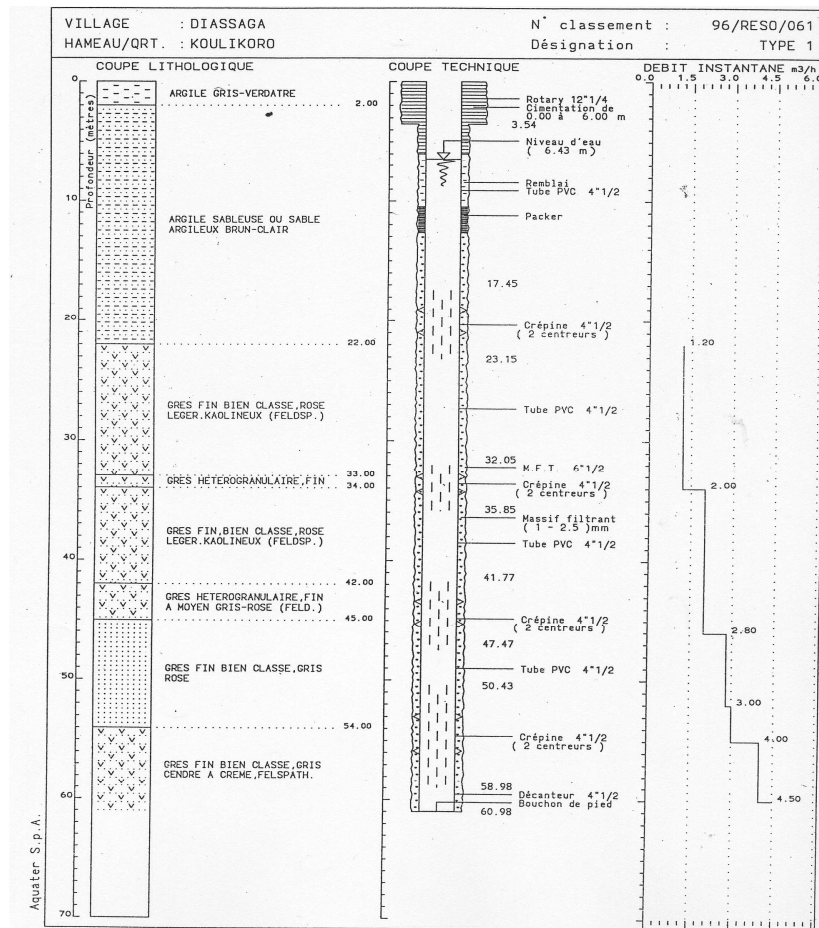 VILLAGE : DIASSAGA
HAMEAU/QRT. : KOULIKORO
N° classement : 96/RESO/061
Désignation : TYPE 1
COUPE LITHOLOGIQUE
COUPE TECHNIQUE
DEBIT INSTANTANE m3/h
0.0 1.5 3.0 4.5 6.0
Profondeur (mètres)
0
10
20
30
40
50
60
70
ARGILE GRIS-VERDATRE
2.00
ARGILE SABLEUSE OU SABLE
ARGILEUX BRUN-CLAIR
22.00
GRES FIN BIEN CLASSE,ROSE
LEGER.KAOLINEUX (FELDSP.)
33.00
GRES HETEROGRANULAIRE,FIN
34.00
GRES FIN,BIEN CLASSE,ROSE
LEGER.KAOLINEUX (FELDSP.)
42.00
GRES HETEROGRANULAIRE,FIN
A MOYEN GRIS-ROSE (FELD.)
45.00
GRES FIN BIEN CLASSE,GRIS
ROSE
54.00
GRES FIN BIEN CLASSE,GRIS
CENDRE A CREME,FELSPATH.
Rotary 12"1/4
Cimentation de
0.00 à 6.00 m
3.54
Niveau d'eau
( 6.43 m)
Remblai
Tube PVC 4"1/2
Packer
17.45
Crépine 4"1/2
( 2 centreurs )
23.15
Tube PVC 4"1/2
32.05
M.F.T. 6"1/2
Crépine 4"1/2
( 2 centreurs )
35.85
Massif filtrant
( 1 - 2.5 )mm
Tube PVC 4"1/2
41.77
Crépine 4"1/2
( 2 centreurs )
47.47
Tube PVC 4"1/2
50.43
Crépine 4"1/2
( 2 centreurs )
58.98
Décanteur 4"1/2
Bouchon de pied
60.98
1.20
2.00
2.80
3.00
4.00
4.50
Aquater S.p.A.